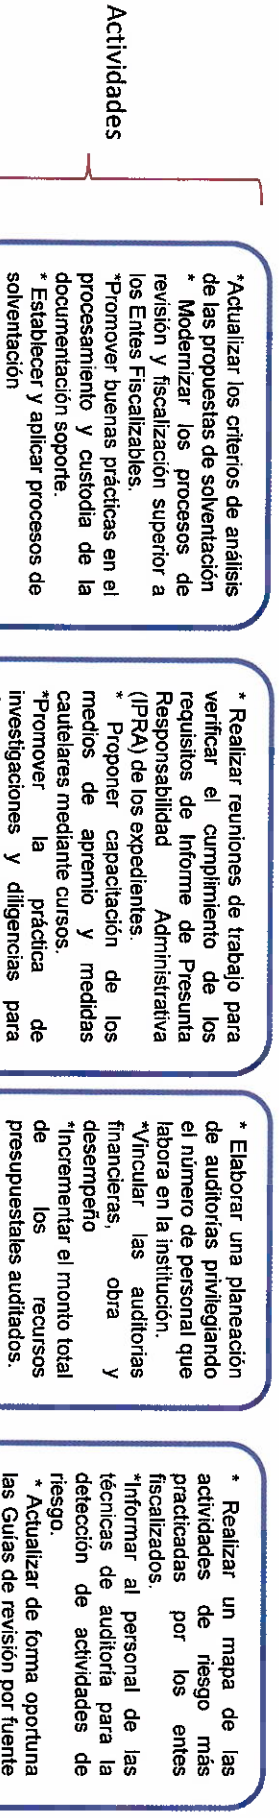 Actividades
*Actualizar los criterios de análisis
de las propuestas de solventación
* Modernizar los procesos de
revisión y fiscalización superior a
los Entes Fiscalizables.
*Promover buenas prácticas en el
procesamiento y custodia de la
documentación soporte.
* Establecer y aplicar procesos de
solventación
* Realizar reuniones de trabajo para
verificar el cumplimiento de los
requisitos de Informe de Presunta
Responsabilidad Administrativa
(IPRA) de los expedientes.
* Proponer capacitación de los
medios de apremio y medidas
cautelares mediante cursos.
*Promover la práctica de
investigaciones y diligencias para
* Elaborar una planeación
de auditorías privilegiando
el número de personal que
labora en la institución.
*Vincular las auditorias
financieras, obra y
desempeño
*Incrementar el monto total
de los recursos
presupuestales auditados.
* Realizar un mapa de las
actividades de riesgo más
practicadas por los entes
fiscalizados.
*Informar al personal de las
técnicas de auditoría para la
detección de actividades de
riesgo.
* Actualizar de forma oportuna
las Guías de revisión por fuente